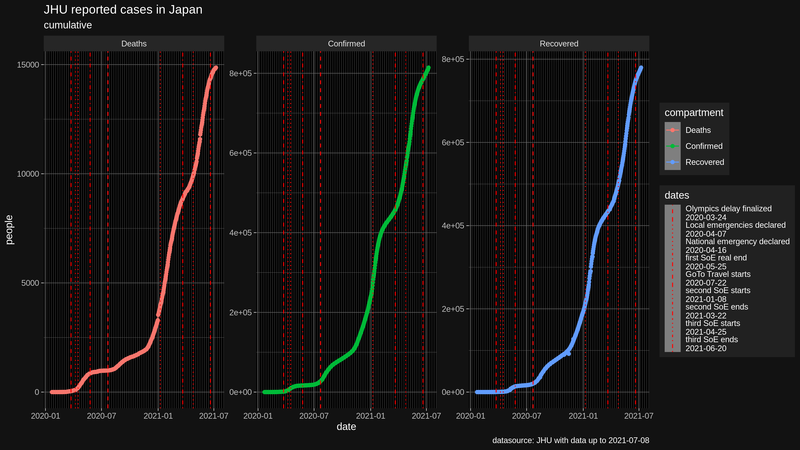 JHU reported cases in Japan
cumulative
Deaths
Confirmed
Recovered
people
15000
10000
5000
0
8e+05
6e+05
4e+05
2e+05
0e+00
8e+05
6e+05
4e+05
2e+05
0e+00
2020-01
2020-07
2021-01
2021-07
2020-01
2020-07
2021-01
2021-07
2020-01
2020-07
2021-01
2021-07
date
compartment
Deaths
Confirmed
Recovered
dates
Olympics delay finalized
2020-03-24
Local emergencies declared
2020-04-07
National emergency declared
2020-04-16
first SoE real end
2020-05-25
GoTo Travel starts
2020-07-22
second SoE starts
2021-01-08
second SoE ends
2021-03-22
third SoE starts
2021-04-25
third SoE ends
2021-06-20
datasource: JHU with data up to 2021-07-08